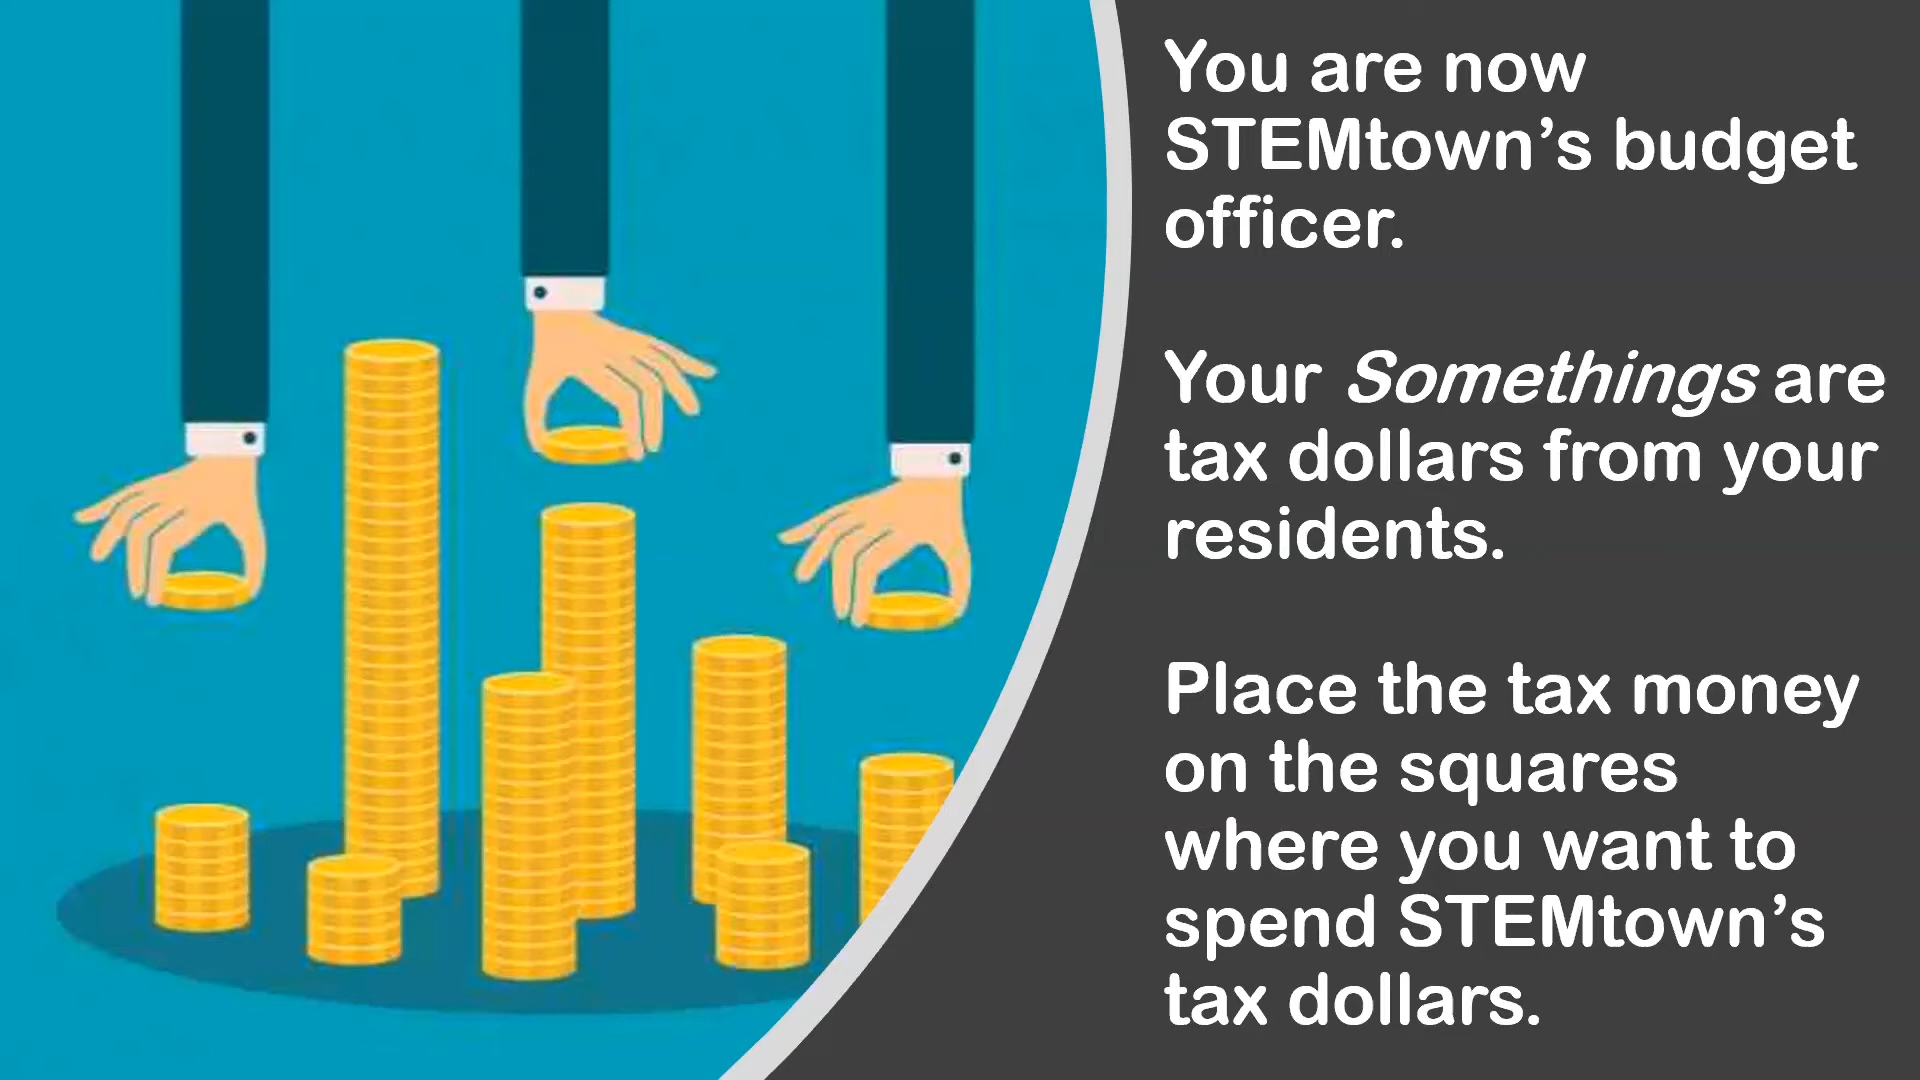 You are now
STEMtown’s budget
officer.
Your Somethings are
tax dollars from your
residents.
Place the tax money
on the squares
where you want to
spend STEMtown’s
tax dollars.